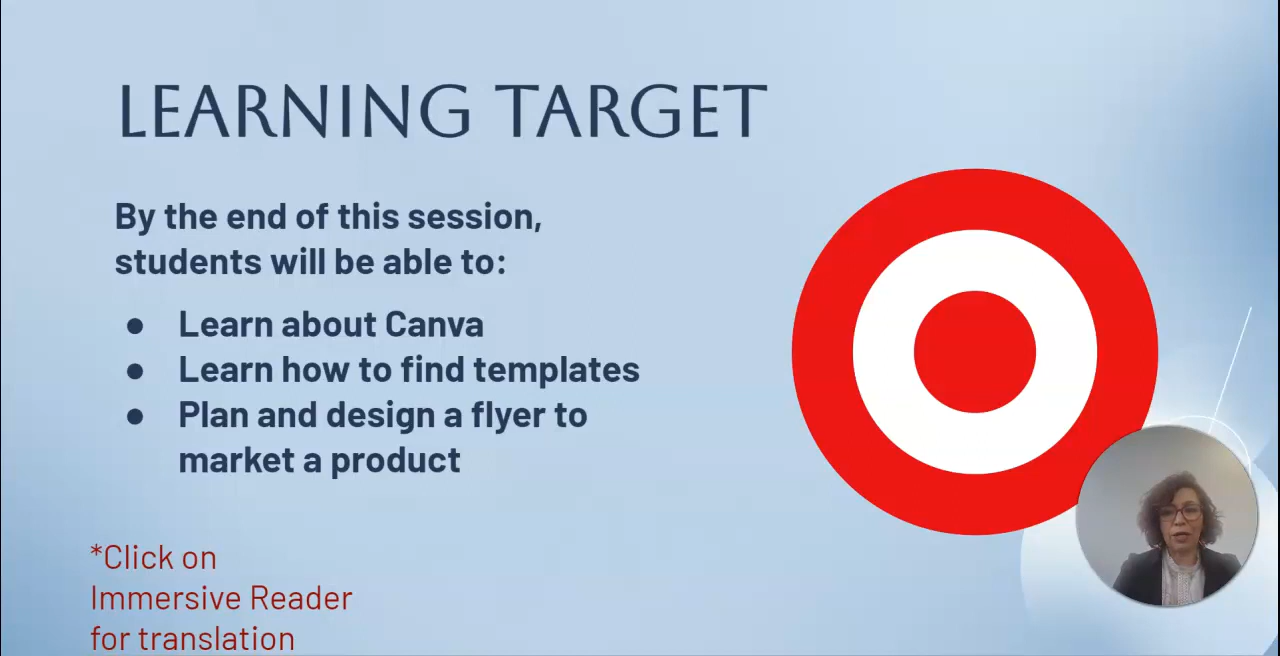 LEARNING TARGET
By the end of this session,
students will be able to:
● Learn about Canva
● Learn how to find templates
● Plan and design a flyer to
market a product
*Click on
Immersive Reader
for translation